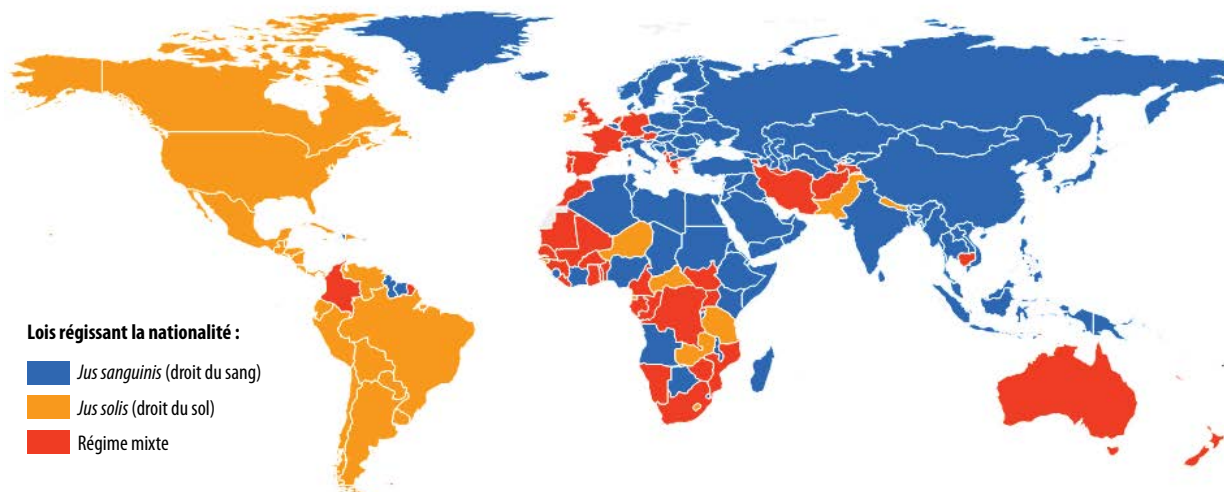 Lois régissant la nationalité :
Jus sanguinis (droit du sang)
Jus solis (droit du sol)
Régime mixte